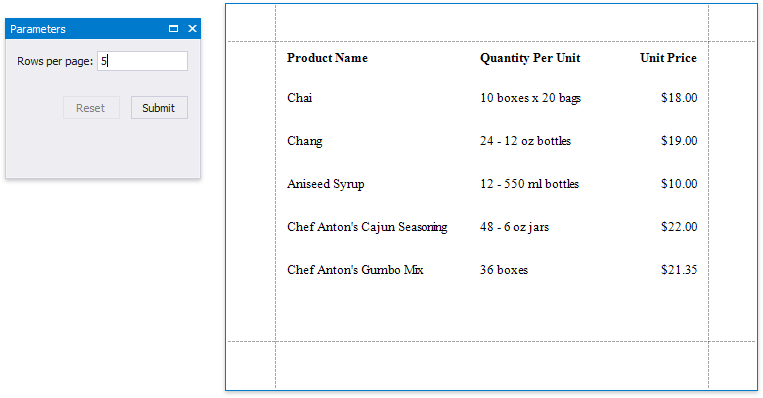 Parameters
Rows per page: 5
Reset Submit
Product Name Quantity Per Unit Unit Price
Chai 10 boxes x 20 bags $18.00
Chang 24 - 12 oz bottles $19.00
Aniseed Syrup 12 - 550 ml bottles $10.00
Chef Anton's Cajun Seasoning 48 - 6 oz jars $22.00
Chef Anton's Gumbo Mix 36 boxes $21.35